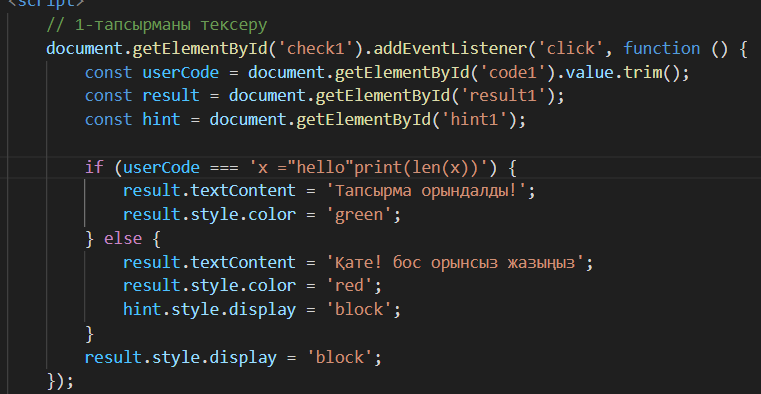 <script>
// 1-тапсырманы тексеру
document.getElementById('check1').addEventListener('click', function () {
const userCode = document.getElementById('code1').value.trim();
const result = document.getElementById('result1');
const hint = document.getElementById('hint1');
if (userCode === 'x ="hello"print(len(x))') {
result.textContent = 'Тапсырма орындалды!';
result.style.color = 'green';
} else {
result.textContent = 'Қате! бос орынсыз жазыңыз';
result.style.color = 'red';
hint.style.display = 'block';
}
result.style.display = 'block';
});